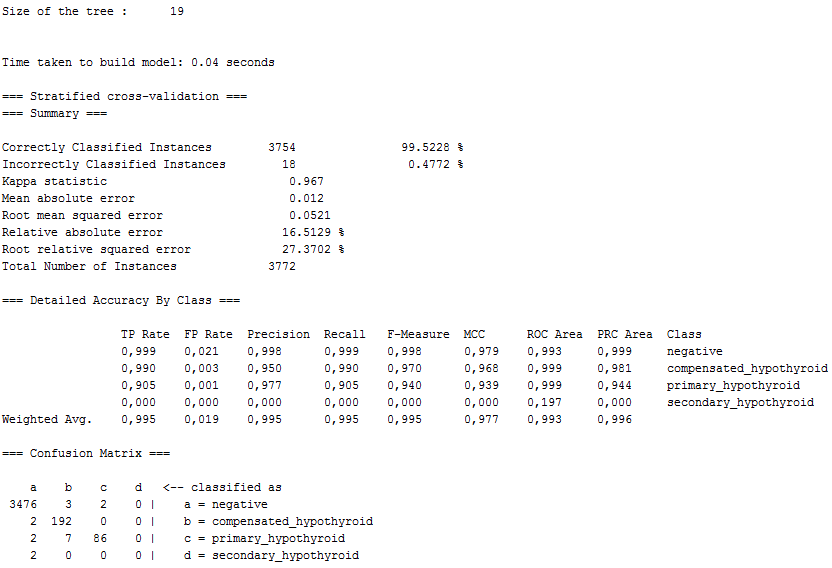 Size of the tree :      19
Time taken to build model: 0.04 seconds
=== Stratified cross-validation ===
=== Summary ===
Correctly Classified Instances        3754               99.5228 %
Incorrectly Classified Instances        18                0.4772 %
Kappa statistic                          0.967
Mean absolute error                      0.012
Root mean squared error                  0.0521
Relative absolute error                 16.5129 %
Root relative squared error             27.3702 %
Total Number of Instances             3772
=== Detailed Accuracy By Class ===
                 TP Rate  FP Rate  Precision  Recall   F-Measure  MCC      ROC Area  PRC Area  Class
                 0,999    0,021    0,998      0,999    0,998      0,979    0,993     0,999     negative
                 0,990    0,003    0,950      0,990    0,970      0,968    0,999     0,981     compensated_hypothyroid
                 0,905    0,001    0,977      0,905    0,940      0,939    0,999     0,944     primary_hypothyroid
                 0,000    0,000    0,000      0,000    0,000      0,000    0,197     0,000     secondary_hypothyroid
Weighted Avg.    0,995    0,019    0,995      0,995    0,995      0,977    0,993     0,996
=== Confusion Matrix ===
    a    b    c    d   <-- classified as
 3476    3    2    0 |    a = negative
    2  192    0    0 |    b = compensated_hypothyroid
    2    7   86    0 |    c = primary_hypothyroid
    2    0    0    0 |    d = secondary_hypothyroid